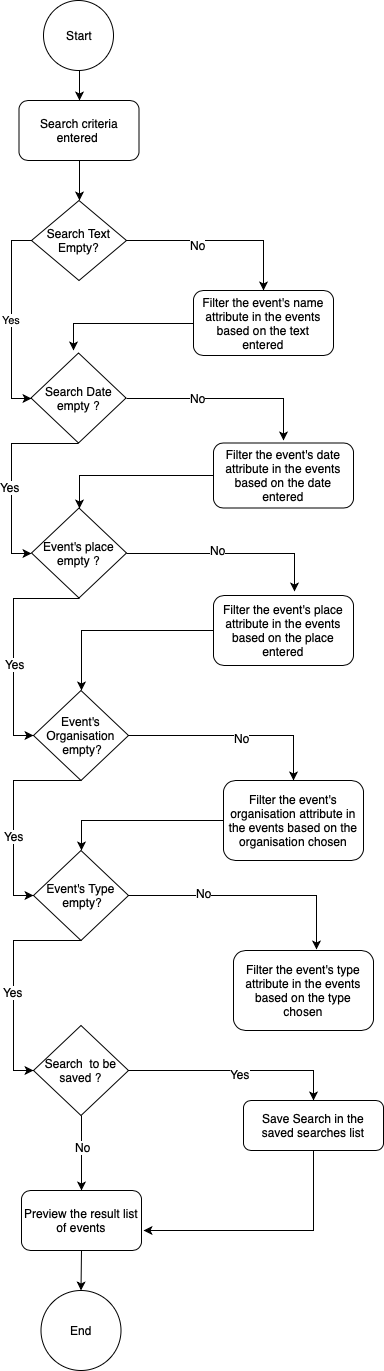 Start
Search criteria
entered
Search Text
Empty?
No
Yes
Filter the event's name
attribute in the events
based on the text
entered
Search Date
empty ?
No
Yes
Filter the event's date
attribute in the events
based on the date
entered
Event's place
empty ?
No
Yes
Filter the event's place
attribute in the events
based on the place
entered
Event's
Organisation
empty?
No
Yes
Filter the event's
organisation attribute in
the events based on the
organisation chosen
Event's Type
empty?
No
Yes
Filter the event's type
attribute in the events
based on the type
chosen
Search  to be
saved ?
Yes
No
Save Search in the
saved searches list
Preview the result list
of events
End